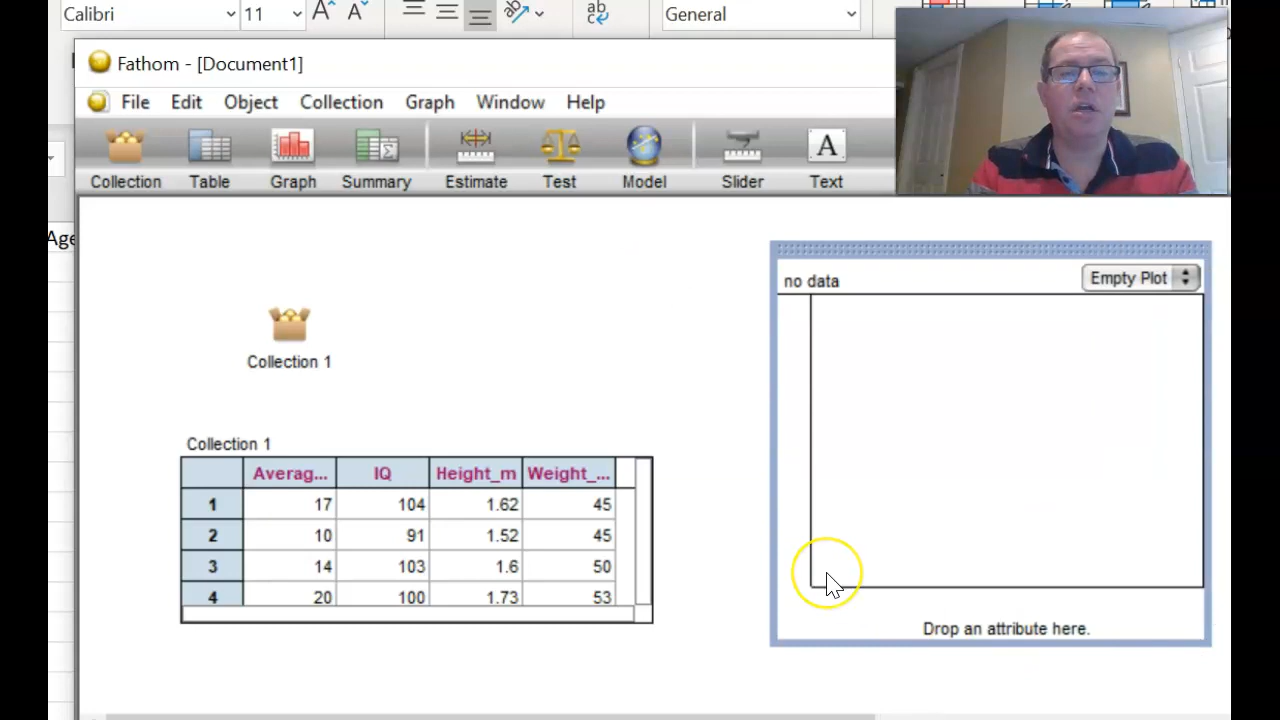 Calibri 11 A A ab General
Fathom - [Document1]
File Edit Object Collection Graph Window Help
A
Collection Table Graph Summary Estimate Test Model Slider Text
Age
no data Empty Plot
Collection 1
Collection 1
Averag... IQ Height_m Weight_...
1 17 104 1.62 45
2 10 91 1.52 45
3 14 103 1.6 50
4 20 100 1.73 53
Drop an attribute here.